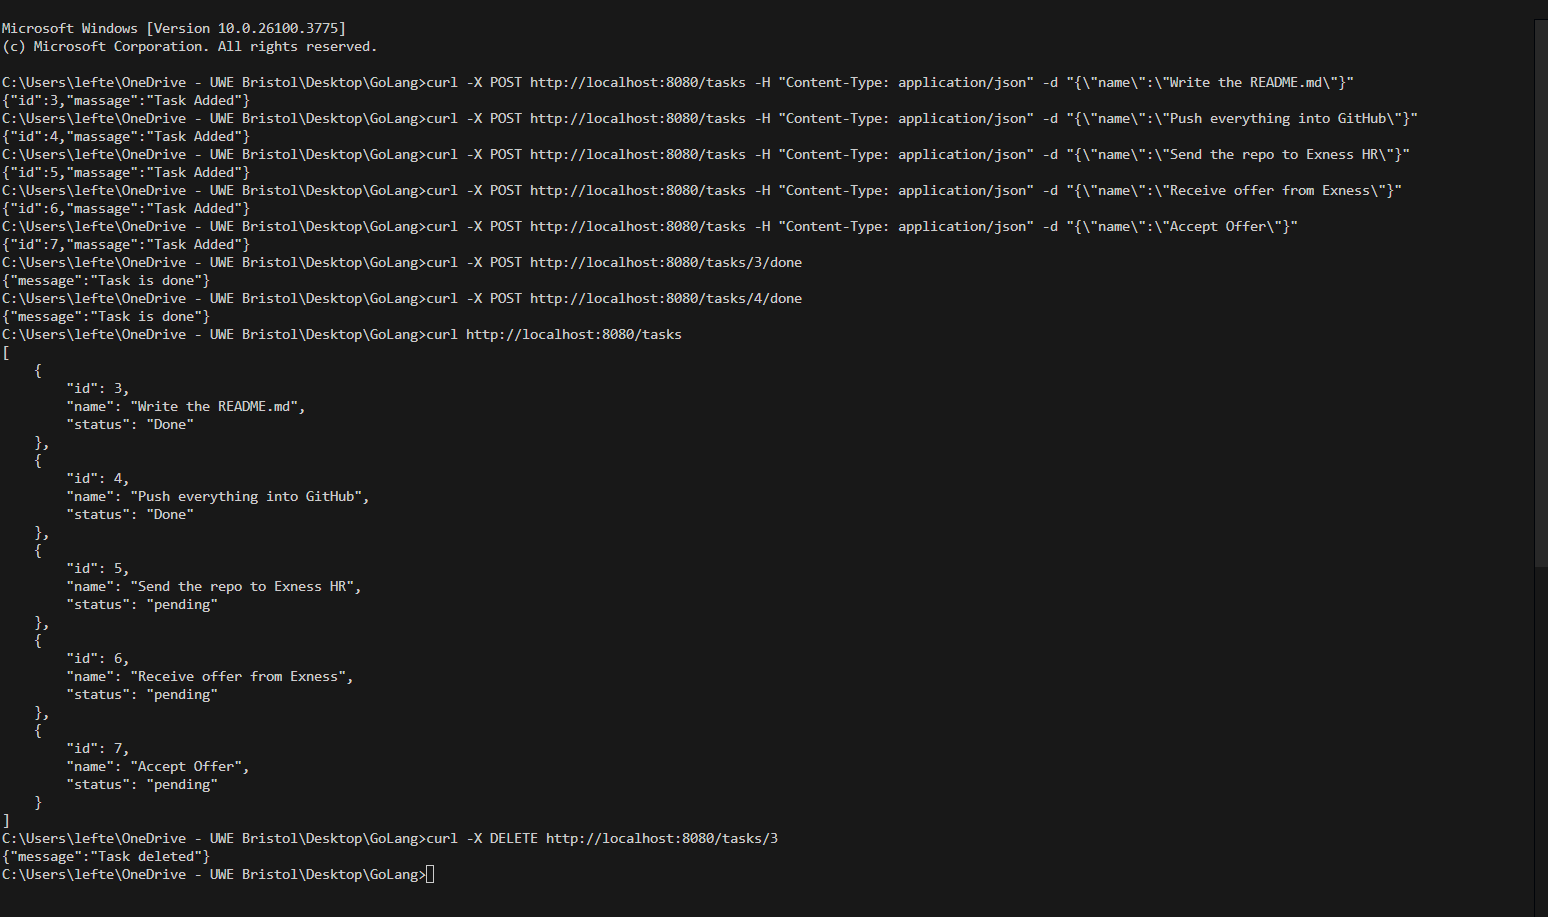 Microsoft Windows [Version 10.0.26100.3775]
(c) Microsoft Corporation. All rights reserved.
C:\Users\lefte\OneDrive - UWE Bristol\Desktop\GoLang>curl -X POST http://localhost:8080/tasks -H "Content-Type: application/json" -d "{\"name\":\"Write the README.md\"}"
{"id":3,"massage":"Task Added"}
C:\Users\lefte\OneDrive - UWE Bristol\Desktop\GoLang>curl -X POST http://localhost:8080/tasks -H "Content-Type: application/json" -d "{\"name\":\"Push everything into GitHub\"}"
{"id":4,"massage":"Task Added"}
C:\Users\lefte\OneDrive - UWE Bristol\Desktop\GoLang>curl -X POST http://localhost:8080/tasks -H "Content-Type: application/json" -d "{\"name\":\"Send the repo to Exness HR\"}"
{"id":5,"massage":"Task Added"}
C:\Users\lefte\OneDrive - UWE Bristol\Desktop\GoLang>curl -X POST http://localhost:8080/tasks -H "Content-Type: application/json" -d "{\"name\":\"Receive offer from Exness\"}"
{"id":6,"massage":"Task Added"}
C:\Users\lefte\OneDrive - UWE Bristol\Desktop\GoLang>curl -X POST http://localhost:8080/tasks -H "Content-Type: application/json" -d "{\"name\":\"Accept Offer\"}"
{"id":7,"massage":"Task Added"}
C:\Users\lefte\OneDrive - UWE Bristol\Desktop\GoLang>curl -X POST http://localhost:8080/tasks/3/done
{"message":"Task is done"}
C:\Users\lefte\OneDrive - UWE Bristol\Desktop\GoLang>curl -X POST http://localhost:8080/tasks/4/done
{"message":"Task is done"}
C:\Users\lefte\OneDrive - UWE Bristol\Desktop\GoLang>curl http://localhost:8080/tasks
[
    {
        "id": 3,
        "name": "Write the README.md",
        "status": "Done"
    },
    {
        "id": 4,
        "name": "Push everything into GitHub",
        "status": "Done"
    },
    {
        "id": 5,
        "name": "Send the repo to Exness HR",
        "status": "pending"
    },
    {
        "id": 6,
        "name": "Receive offer from Exness",
        "status": "pending"
    },
    {
        "id": 7,
        "name": "Accept Offer",
        "status": "pending"
    }
]
C:\Users\lefte\OneDrive - UWE Bristol\Desktop\GoLang>curl -X DELETE http://localhost:8080/tasks/3
{"message":"Task deleted"}
C:\Users\lefte\OneDrive - UWE Bristol\Desktop\GoLang>